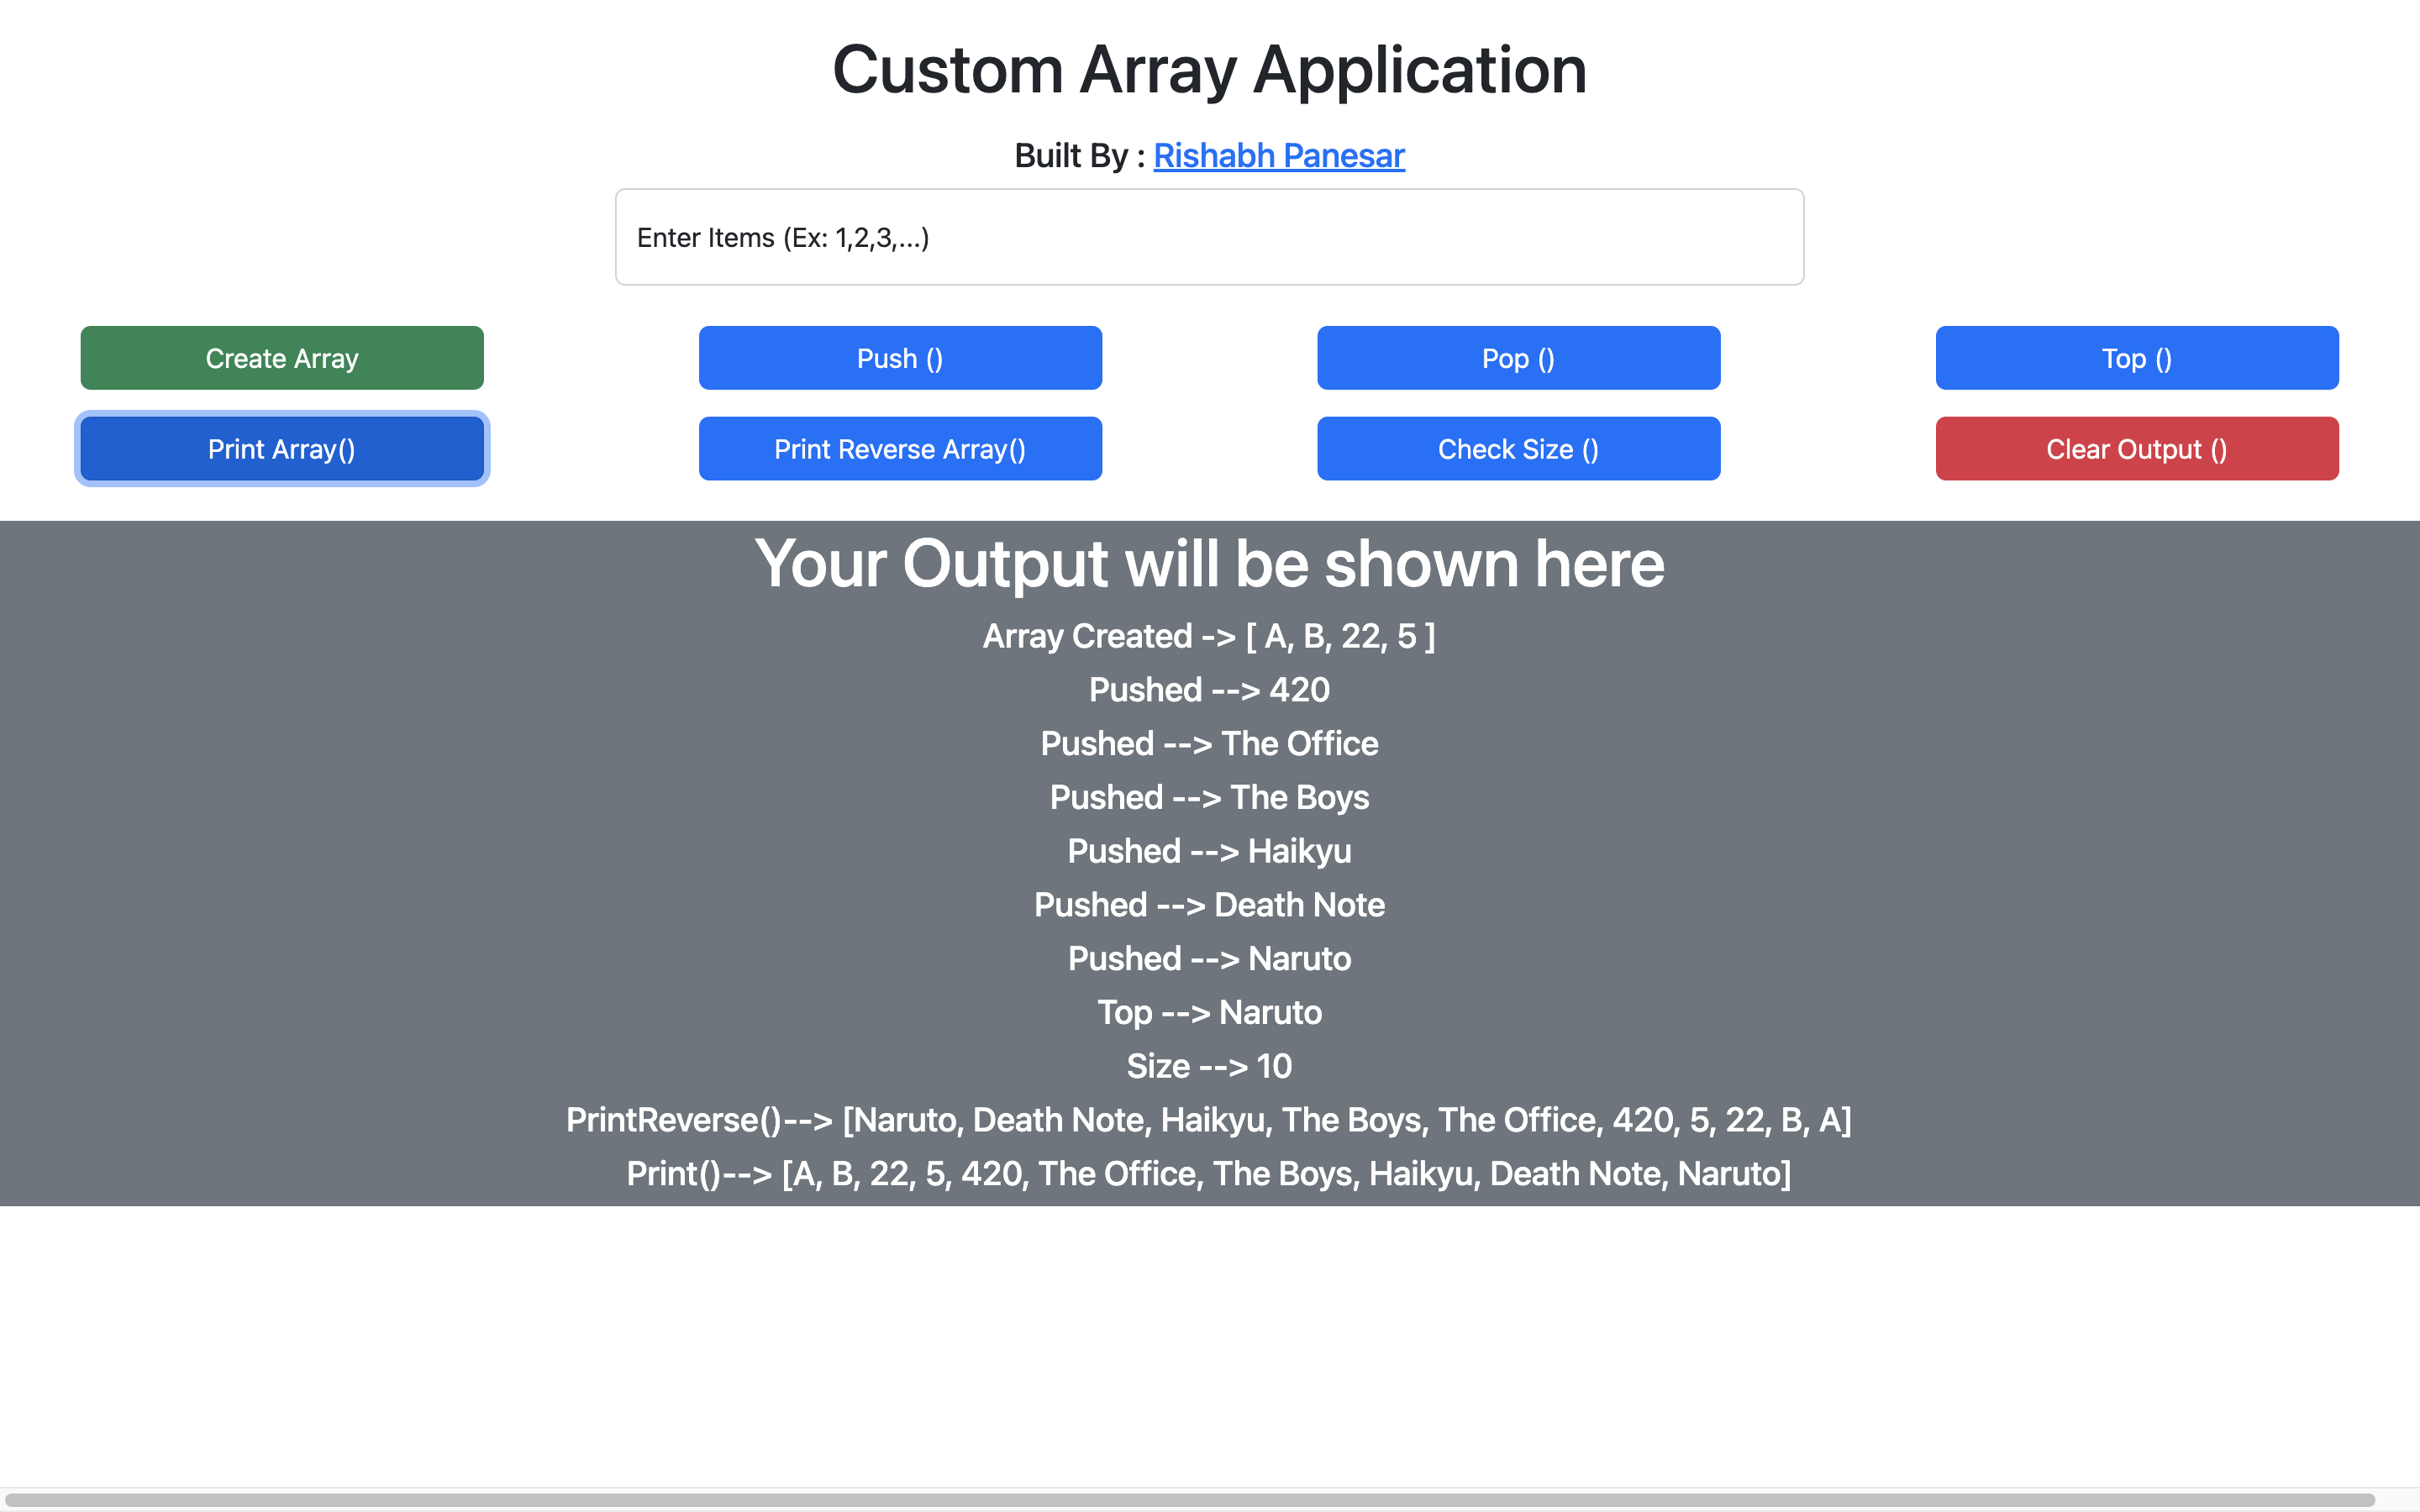 Custom Array Application
Built By : Rishabh Panesar
Enter Items (Ex: 1,2,3,...)
Create Array
Push ()
Pop ()
Top ()
Print Array()
Print Reverse Array()
Check Size ()
Clear Output ()
Your Output will be shown here
Array Created -> [ A, B, 22, 5 ]
Pushed --> 420
Pushed --> The Office
Pushed --> The Boys
Pushed --> Haikyu
Pushed --> Death Note
Pushed --> Naruto
Top --> Naruto
Size --> 10
PrintReverse()--> [Naruto, Death Note, Haikyu, The Boys, The Office, 420, 5, 22, B, A]
Print()--> [A, B, 22, 5, 420, The Office, The Boys, Haikyu, Death Note, Naruto]